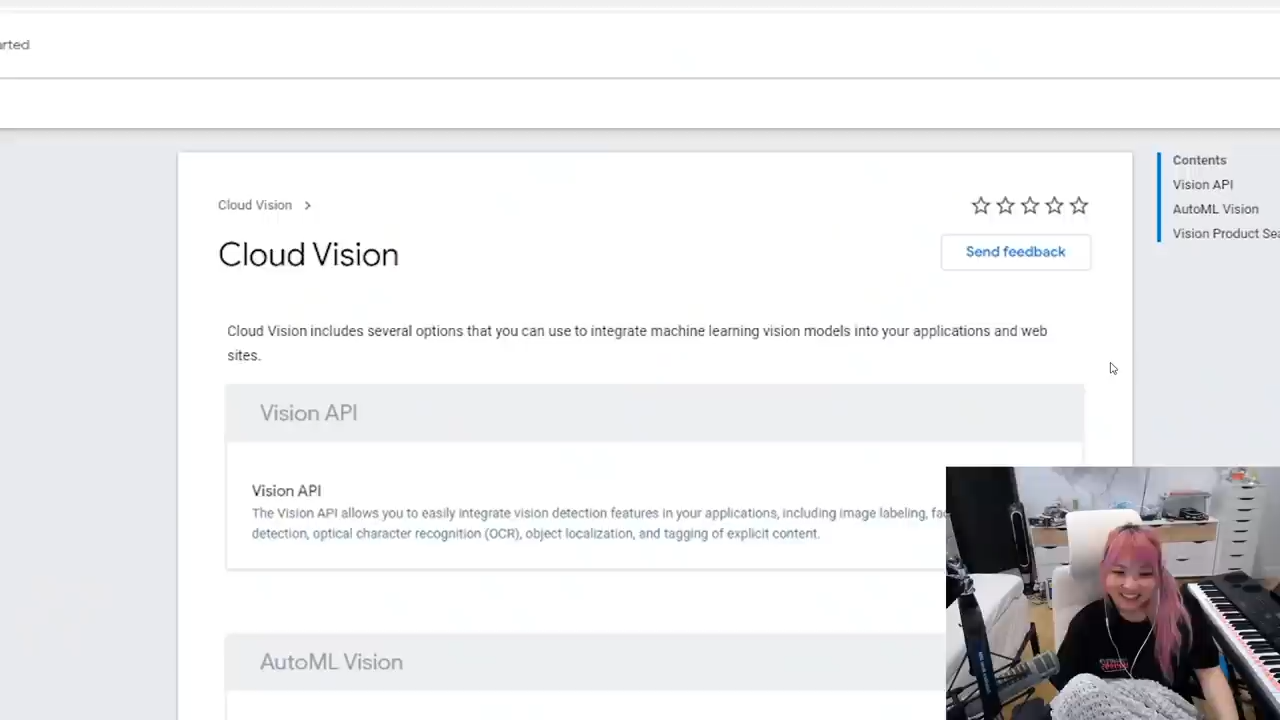 Cloud Vision
Cloud Vision
Send feedback
Contents
Vision API
AutoML Vision
Vision Product
Cloud Vision includes several options that you can use to integrate machine learning vision models into your applications and web
sites.
Vision API
Vision API
The Vision API allows you to easily integrate vision detection features in your applications, including image labeling,
detection, optical character recognition (OCR), object localization, and tagging of explicit content.
AutoML Vision